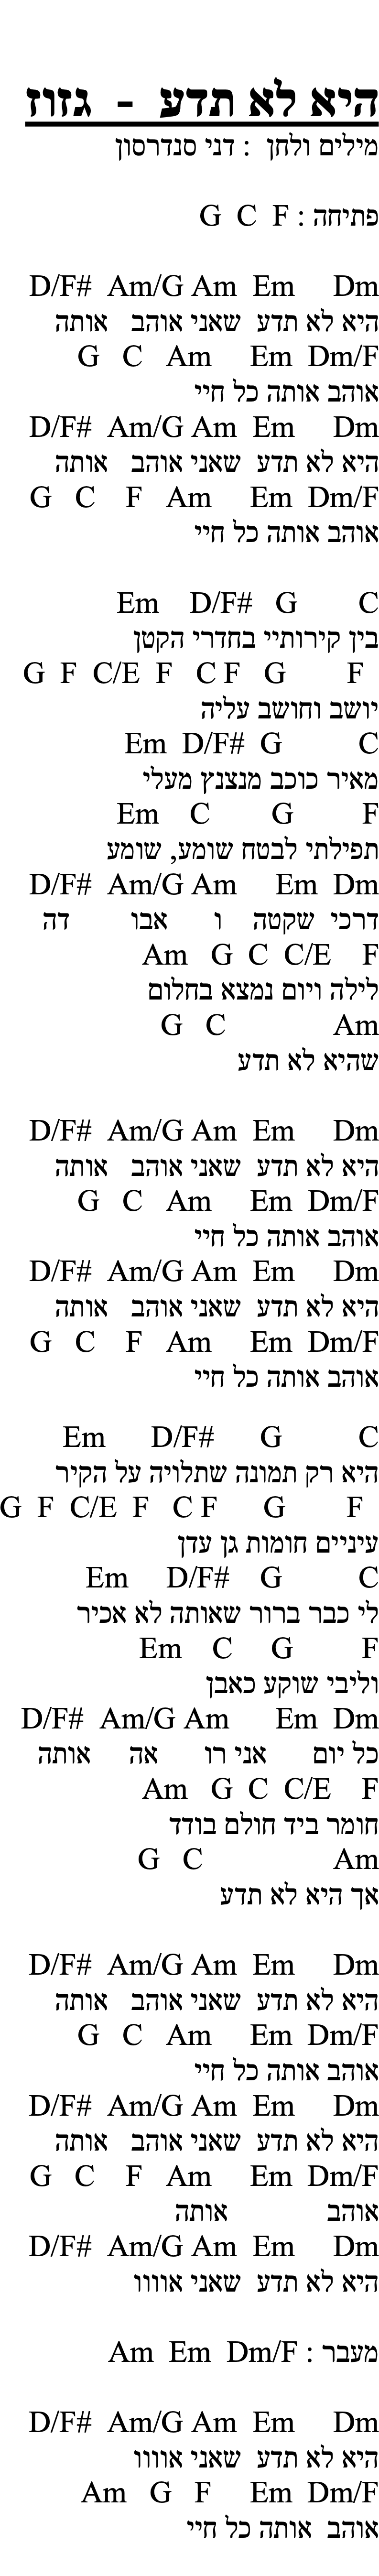 היא לא תדע - גזוז
מילים ולחן : דני סנדרסון
פתיחה : G C F
D/F# Am/G Am Em Dm
היא לא תדע שאני אוהב אותה
G C Am Em Dm/F
אוהב אותה כל חיי
D/F# Am/G Am Em Dm
היא לא תדע שאני אוהב אותה
G C F Am Em Dm/F
אוהב אותה כל חיי
Em D/F# G C
בין קירותיי בחדרי הקטן
G F C/E F C F G F
יושב וחושב עליה
Em D/F# G C
מאיר כוכב מנצנץ מעלי
Em C G F
תפילתי לבטח שומע, שומע
D/F# Am/G Am Em Dm
דרכי שקטה ו אבו דה
Am G C C/E F
לילה ויום נמצא בחלום
G C Am
שהיא לא תדע
D/F# Am/G Am Em Dm
היא לא תדע שאני אוהב אותה
G C Am Em Dm/F
אוהב אותה כל חיי
D/F# Am/G Am Em Dm
היא לא תדע שאני אוהב אותה
G C F Am Em Dm/F
אוהב אותה כל חיי
Em D/F# G C
היא רק תמונה שתלויה על הקיר
G F C/E F C F G F
עיניים חומות גן עדן
Em D/F# G C
לי כבר ברור שאותה לא אכיר
Em C G F
וליבי שוקע כאבן
D/F# Am/G Am Em Dm
כל יום אני רו אה אותה
Am G C C/E F
חומר ביד חולם בודד
G C Am
אך היא לא תדע
D/F# Am/G Am Em Dm
היא לא תדע שאני אוהב אותה
G C Am Em Dm/F
אוהב אותה כל חיי
D/F# Am/G Am Em Dm
היא לא תדע שאני אוהב אותה
G C F Am Em Dm/F
אוהב אותה
D/F# Am/G Am Em Dm
היא לא תדע שאני אוווו
מעבר : Am Em Dm/F
D/F# Am/G Am Em Dm
היא לא תדע שאני אוווו
Am G F Em Dm/F
אוהב אותה כל חיי